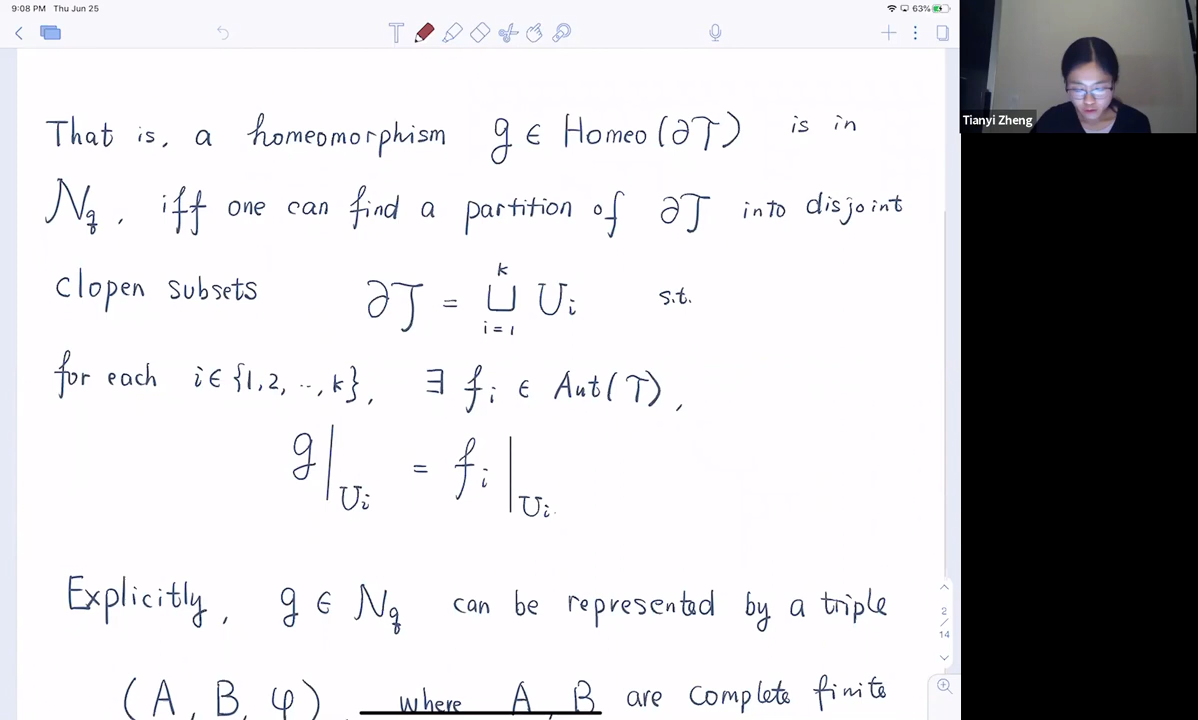 9:08 PM Thu Jun 25
63%
Tianyi Zheng
That is, a homeomorphism g ∈ Homeo(∂T) is in
N_q, iff one can find a partition of ∂T into disjoint
clopen subsets ∂T = ⊔_{i=1}^{k} U_i s.t.
for each i ∈ {1,2, ..., k}, ∃ f_i ∈ Aut(T),
g|_{U_i} = f_i|_{U_i}.
Explicitly, g ∈ N_q can be represented by a triple
(A, B, φ) where A, B are complete finite
2
/
14